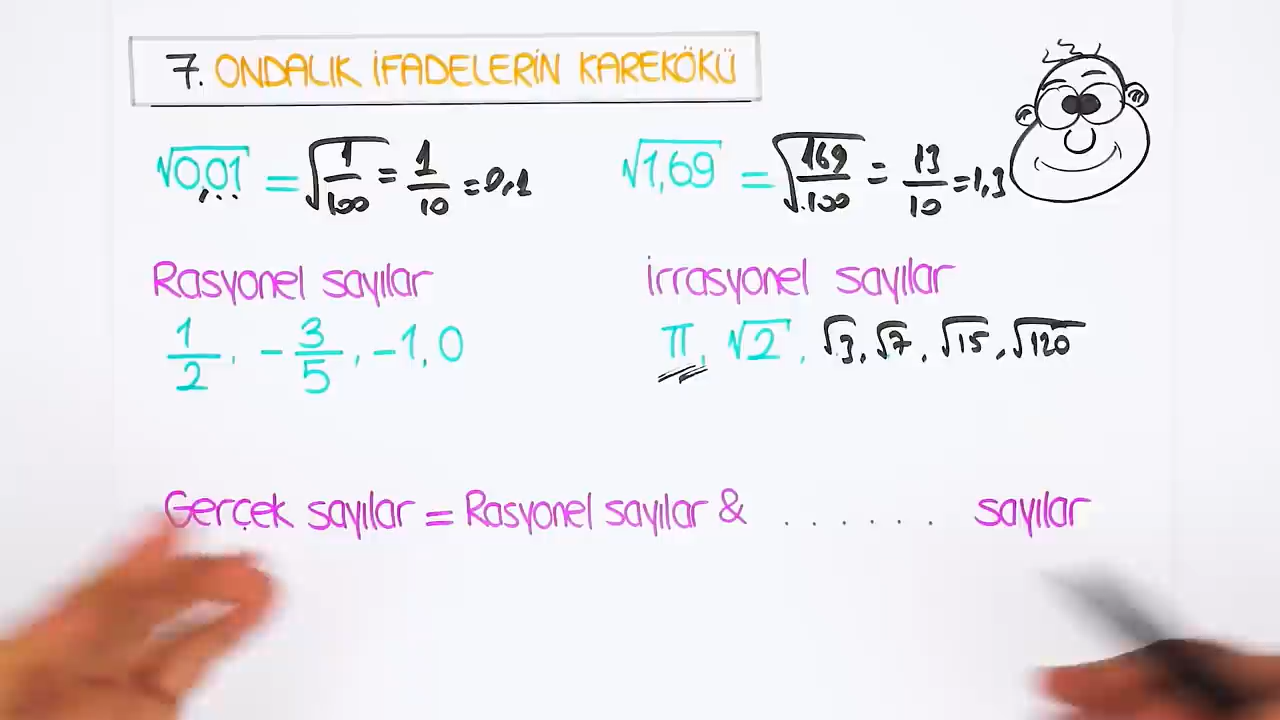 7. ONDALIK İFADELERİN KAREKÖKÜ
√0,01 = √1/100 = 1/10 = 0,1
√1,69 = √169/100 = 13/10 = 1,3
Rasyonel sayılar
İrrasyonel sayılar
1/2, -3/5, -1, 0
π, √2, √3, √7, √15, √120
Gerçek sayılar = Rasyonel sayılar & ....... sayılar